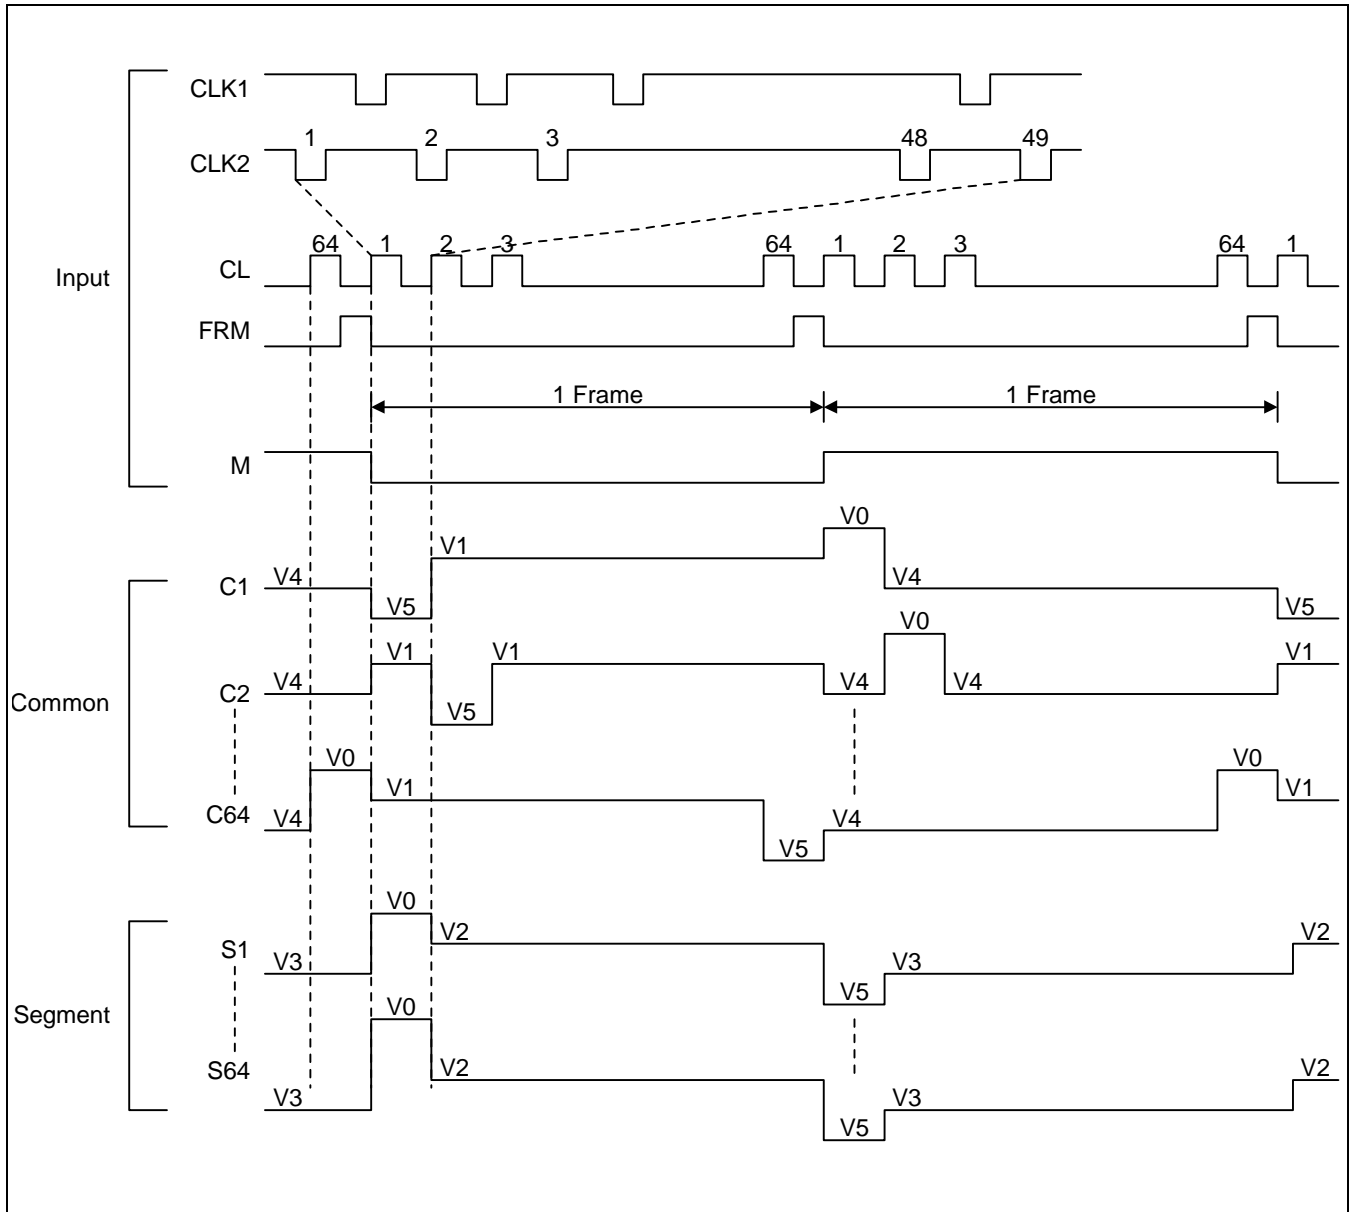 CLK1
1 2 3 48 49
CLK2
64 1 2 3 64 1 2 3 64 1
CL
Input
FRM
1 Frame 1 Frame
M
V0
V1
C1 V4 V4
V5 V5
V0
V1 V1 V1
C2 V4 V4 V4
Common
V5
V0 V0
V1 V1
C64 V4 V4
V5
V0
V2 V2
S1 V3 V3
V5
V0
Segment
V2 V2
S64
V3 V3
V5